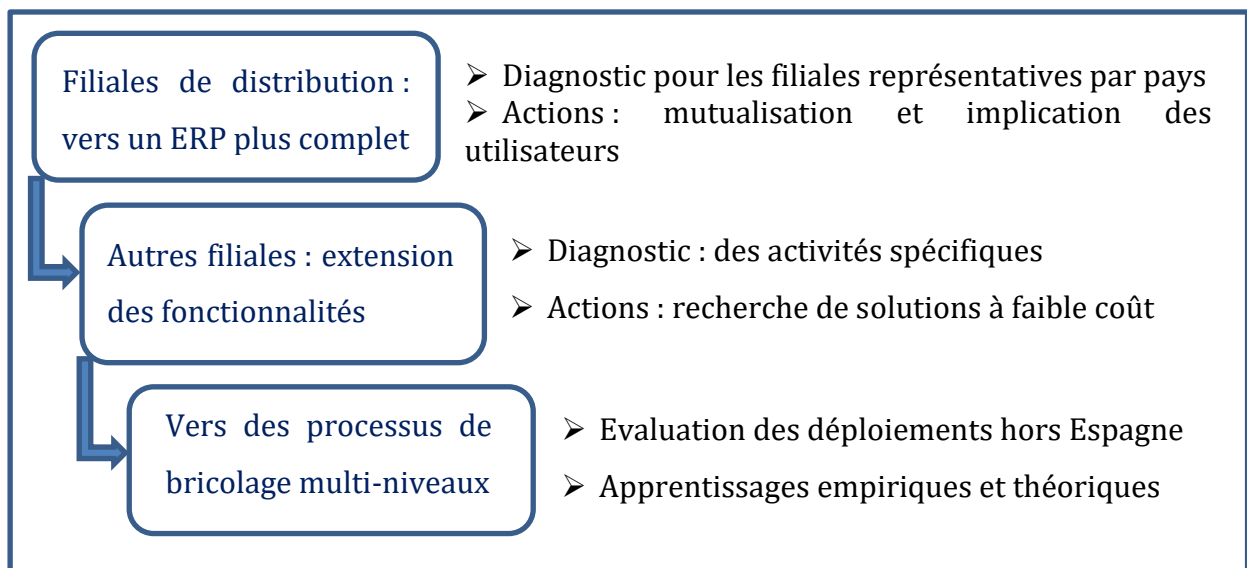 Filiales de distribution :
vers un ERP plus complet
➢ Diagnostic pour les filiales représentatives par pays
➢ Actions : mutualisation et implication des
utilisateurs
Autres filiales : extension
des fonctionnalités
➢ Diagnostic : des activités spécifiques
➢ Actions : recherche de solutions à faible coût
Vers des processus de
bricolage multi-niveaux
➢ Evaluation des déploiements hors Espagne
➢ Apprentissages empiriques et théoriques